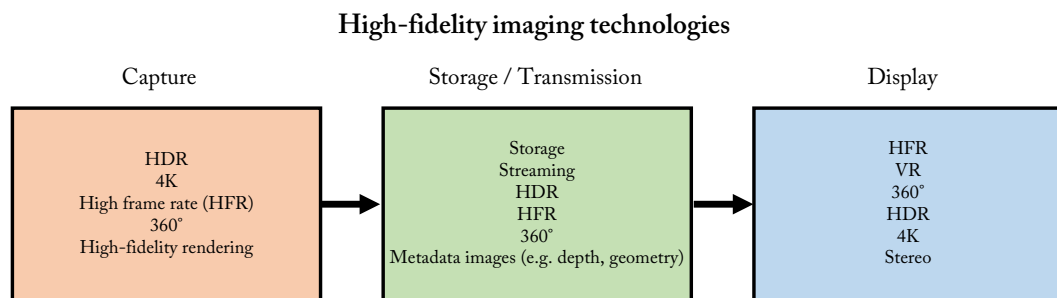 High-fidelity imaging technologies
Capture
HDR
4K
High frame rate (HFR)
360°
High-fidelity rendering
Storage / Transmission
Storage
Streaming
HDR
HFR
360°
Metadata images (e.g. depth, geometry)
Display
HFR
VR
360°
HDR
4K
Stereo